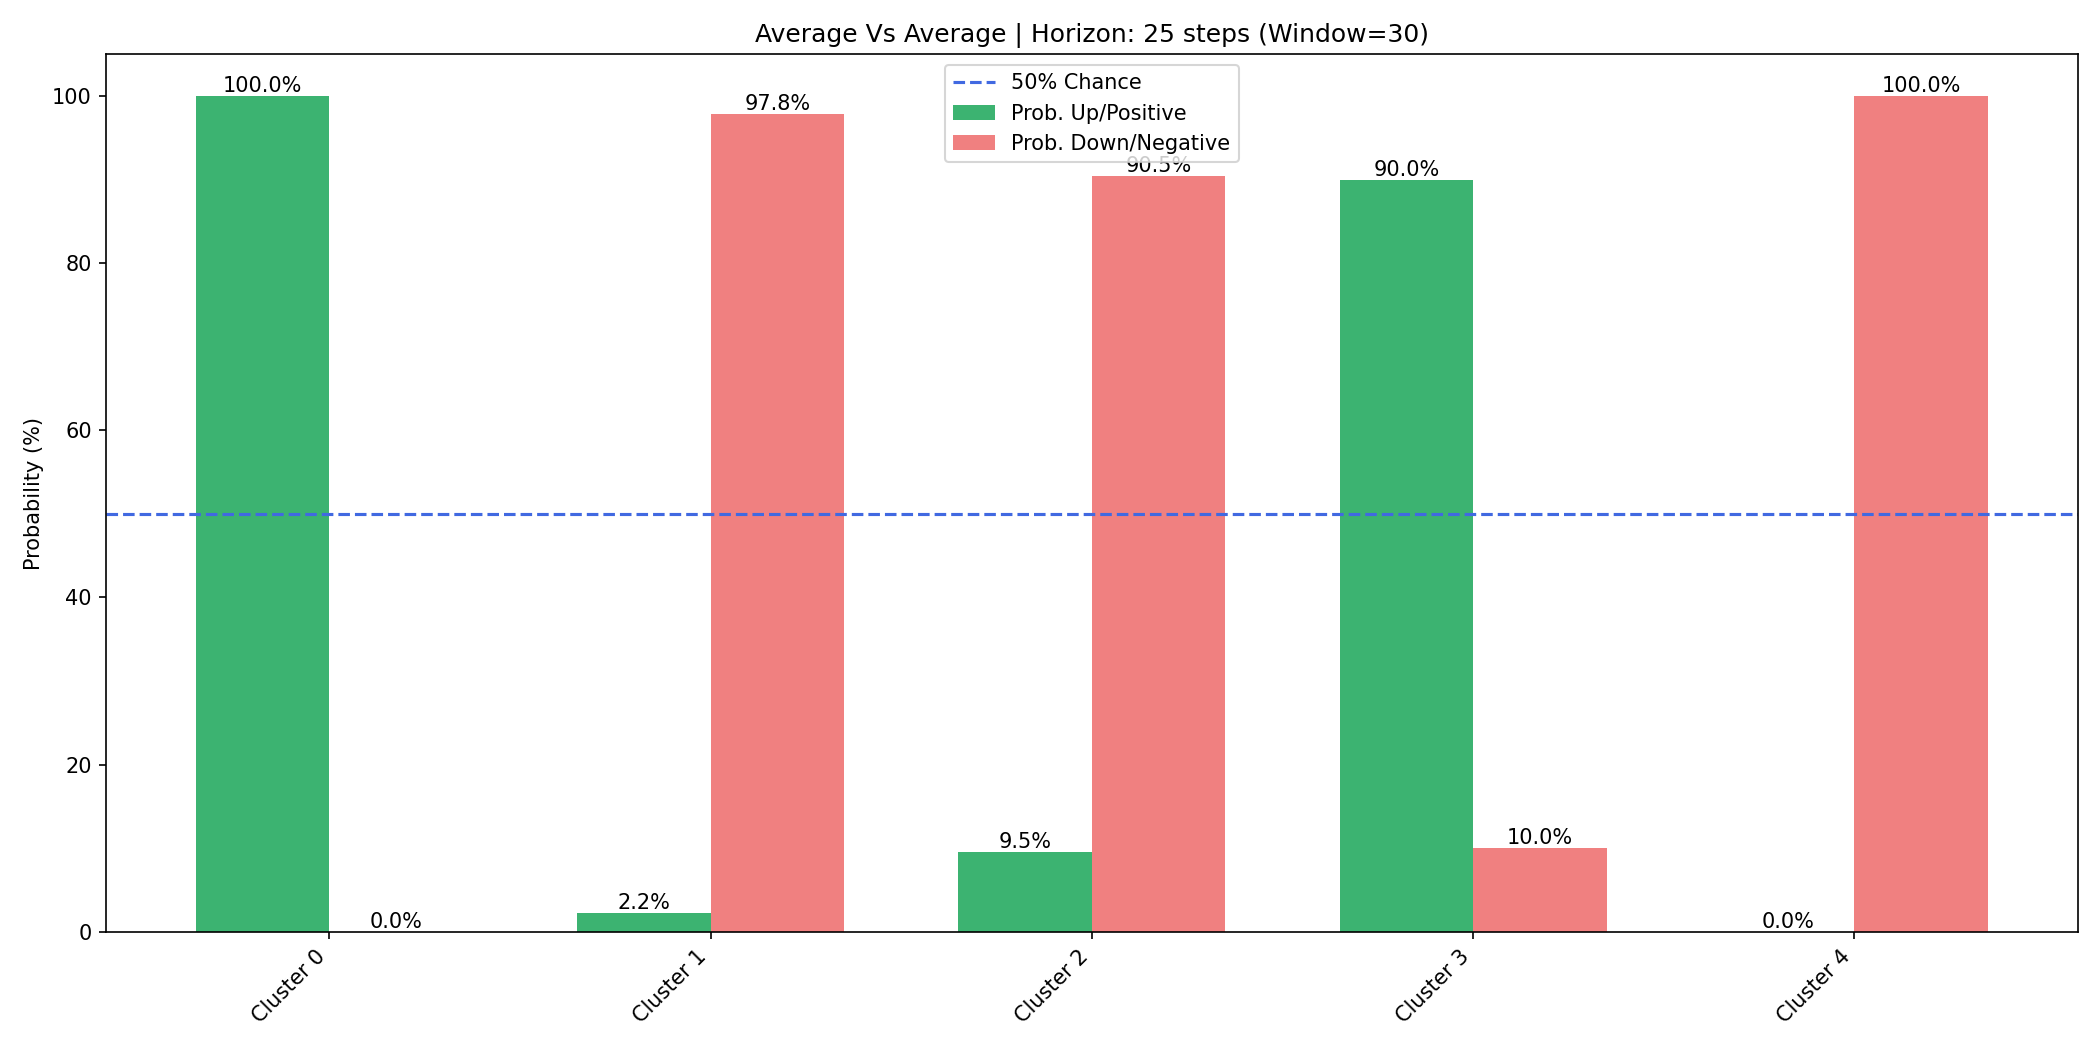 Average Vs Average | Horizon: 25 steps (Window=30)
50% Chance
Prob. Up/Positive
Prob. Down/Negative
100.0%
0.0%
2.2%
97.8%
9.5%
90.5%
90.0%
10.0%
0.0%
100.0%
Probability (%)
100
80
60
40
20
0
Cluster 0
Cluster 1
Cluster 2
Cluster 3
Cluster 4